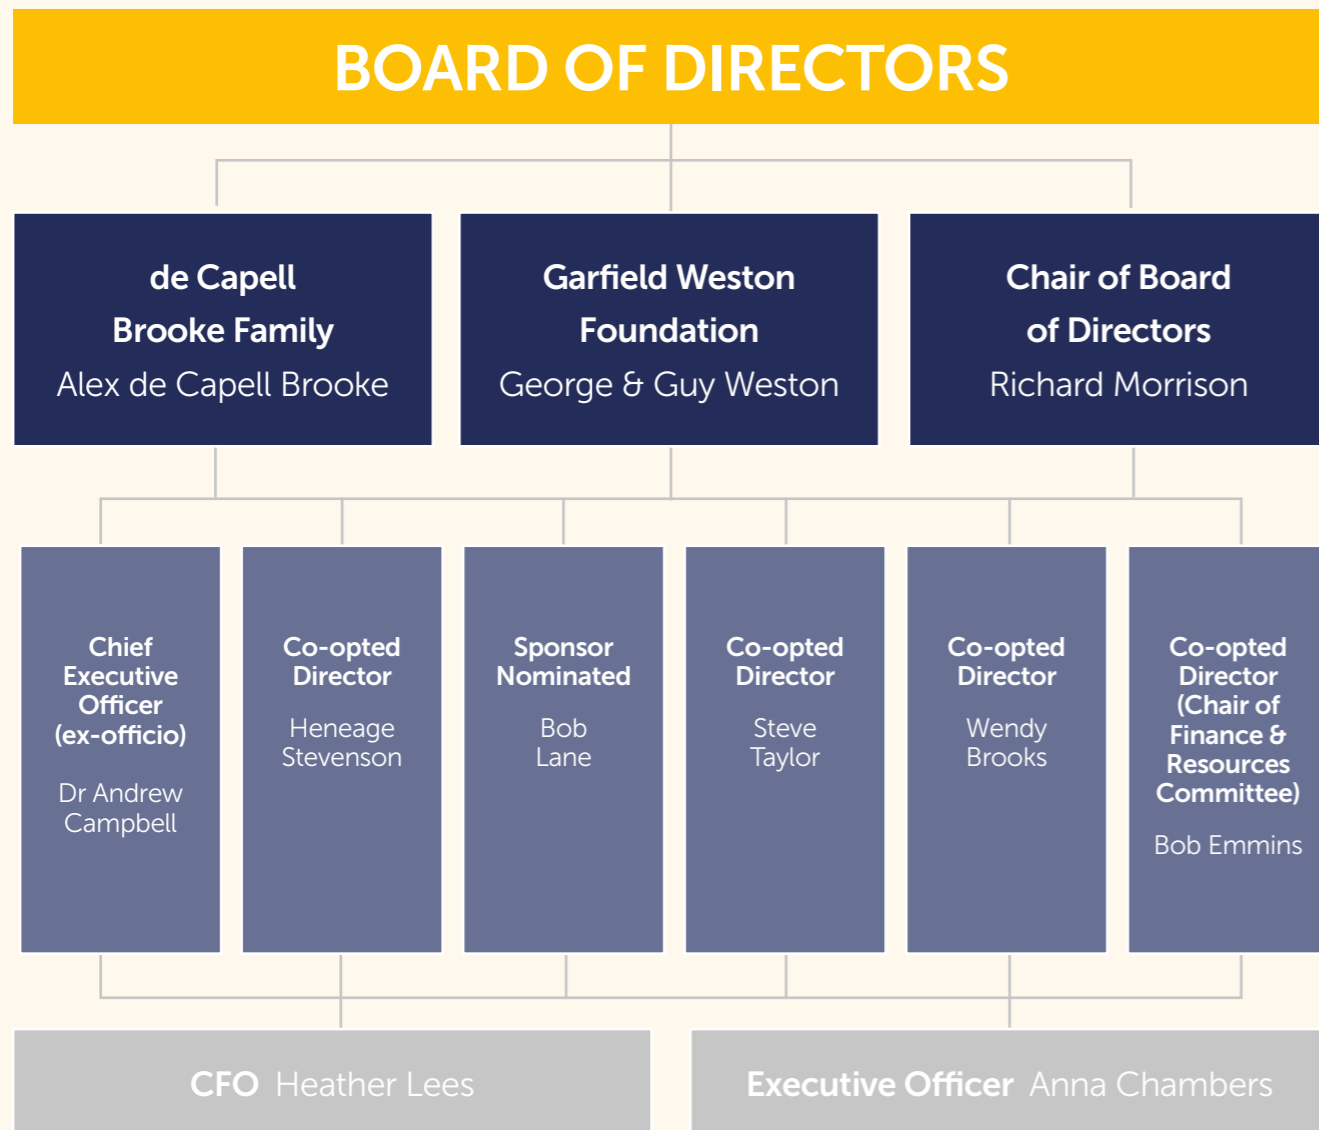 BOARD OF DIRECTORS
de Capell
Brooke Family
Alex de Capell Brooke
Garfield Weston
Foundation
George & Guy Weston
Chair of Board
of Directors
Richard Morrison
Chief
Executive
Officer
(ex-officio)
Dr Andrew
Campbell
Co-opted
Director
Heneage
Stevenson
Sponsor
Nominated
Bob
Lane
Co-opted
Director
Steve
Taylor
Co-opted
Director
Wendy
Brooks
Co-opted
Director
(Chair of
Finance &
Resources
Committee)
Bob Emmins
CFO Heather Lees
Executive Officer Anna Chambers